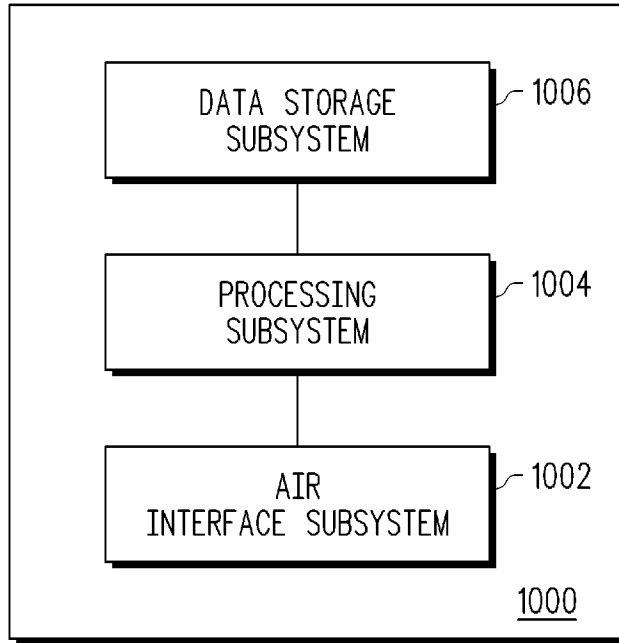 DATA STORAGE
SUBSYSTEM
1006
PROCESSING
SUBSYSTEM
1004
AIR
INTERFACE SUBSYSTEM
1002
1000